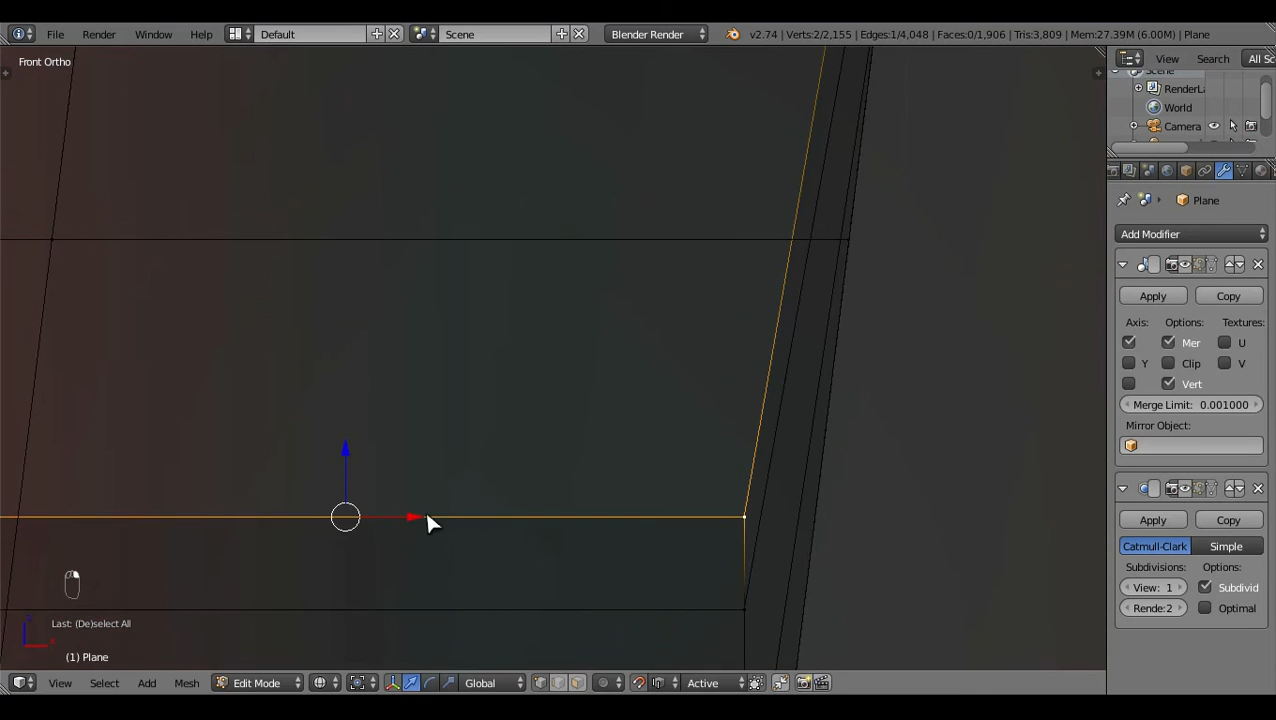 File Render Window Help Default Scene Blender Render v2.74 | Verts:2/2,155 | Edges:1/4,048 | Faces:0/1,906 | Tris:3,809 | Mem:27.39M (6.00M) | Plane
Front Ortho
View Search All Sc
Scene
RenderLa
World
Camera
Plane
Add Modifier
Apply Copy
Axis: Options: Textures:
Mer U
Y Clip V
Vert
Merge Limit: 0.001000
Mirror Object:
Apply Copy
Catmull-Clark Simple
Subdivisions: Options:
View: 1 Subdivid
Rende:2 Optimal
Last: (De)select All
(1) Plane
View Select Add Mesh Edit Mode Global Active